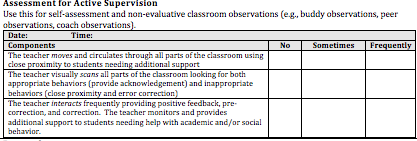 Assessment for Active Supervision
Use this for self-assessment and non-evaluative classroom observations (e.g., buddy observations, peer
observations, coach observations).
Date: Time:
Components No Sometimes Frequently
The teacher moves and circulates through all parts of the classroom using
close proximity to students needing additional support
The teacher visually scans all parts of the classroom looking for both
appropriate behaviors (provide acknowledgement) and inappropriate
behaviors (close proximity and error correction)
The teacher interacts frequently providing positive feedback, pre-
correction, and correction. The teacher monitors and provides
additional support to students needing help with academic and/or social
behavior.